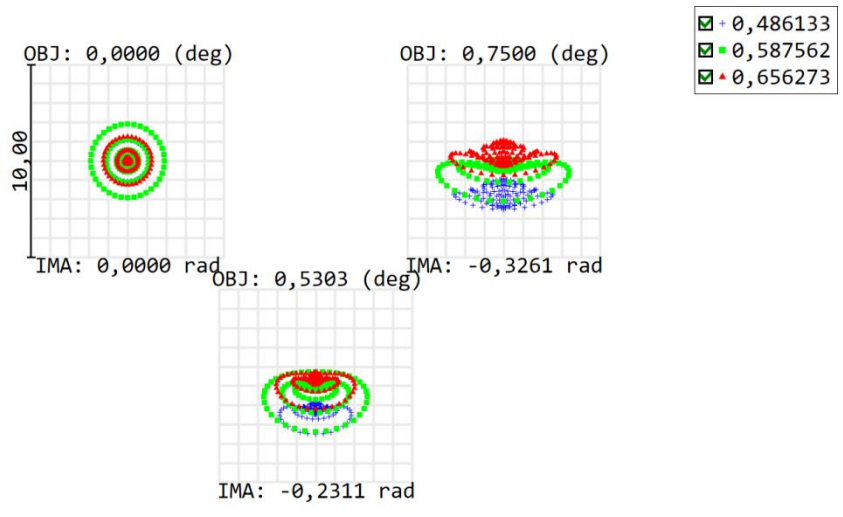 0,486133
0,587562
0,656273
OBJ: 0,0000 (deg)
OBJ: 0,7500 (deg)
10,00
IMA: 0,0000 rad
IMA: -0,3261 rad
OBJ: 0,5303 (deg)
IMA: -0,2311 rad